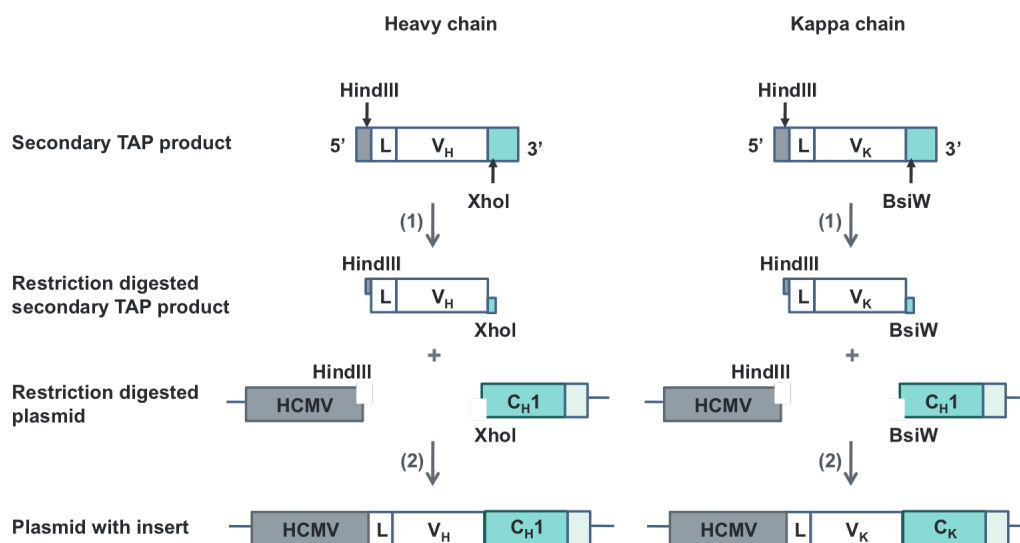 Heavy chain
Kappa chain
HindIII
HindIII
Secondary TAP product
5’
L
VH
3’
5’
L
VK
3’
XhoI
BsiW
(1)
(1)
HindIII
HindIII
Restriction digested
secondary TAP product
L
VH
L
VK
XhoI
BsiW
+
+
HindIII
HindIII
Restriction digested
plasmid
HCMV
CH1
HCMV
CH1
XhoI
BsiW
(2)
(2)
Plasmid with insert
HCMV
L
VH
CH1
HCMV
L
VK
CK